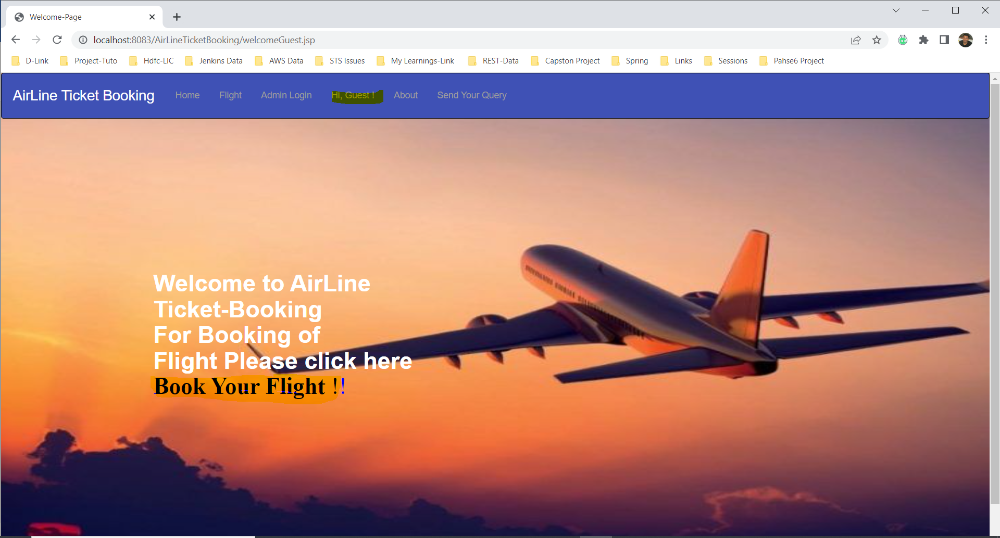 Welcome-Page
localhost:8083/AirLineTicketBooking/welcomeGuest.jsp
D-Link Project-Tuto Hdfc-LIC Jenkins Data AWS Data STS Issues My Learnings-Link REST-Data Capston Project Spring Links Sessions Pahse6 Project
AirLine Ticket Booking Home Flight Admin Login Hi, Guest ! About Send Your Query
Welcome to AirLine
Ticket-Booking
For Booking of
Flight Please click here
Book Your Flight !!